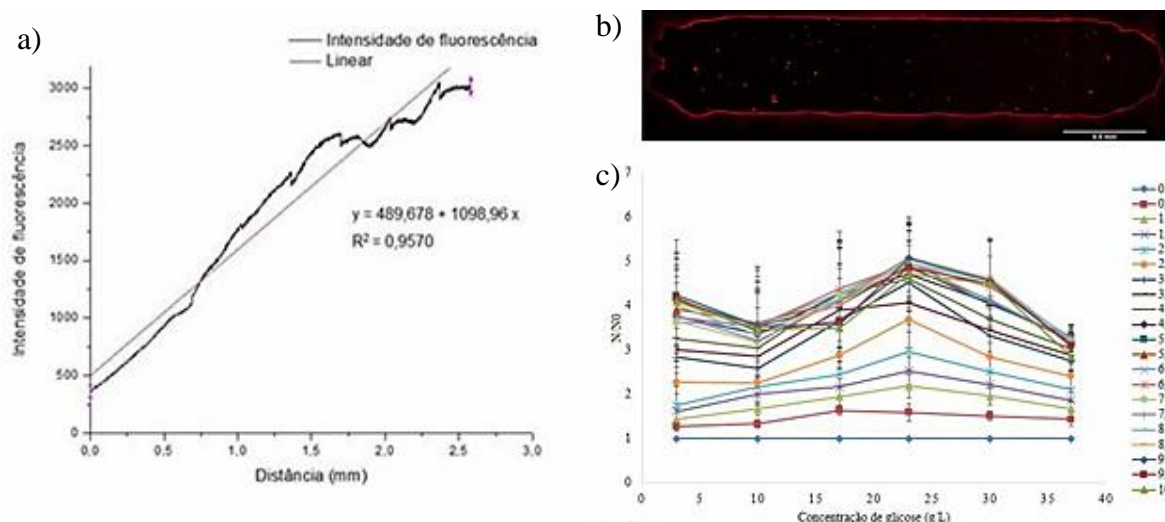 a)
Intensidade de fluorescência
Linear
Intensidade de fluorescência
3000
2500
2000
1500
1000
500
0
y = 489,678 + 1098,96 x
R² = 0,9570
0,0 0,5 1,0 1,5 2,0 2,5 3,0
Distância (mm)
b)
c)
N/N0
7
6
5
4
3
2
1
0
0 5 10 15 20 25 30 35 40
Concentração de glicose (g/L)
0
0
1
1
2
2
3
3
4
4
5
5
6
6
7
7
8
8
9
9
10